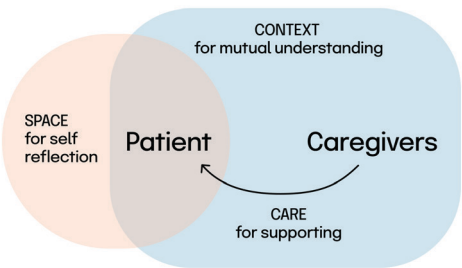 CONTEXT
for mutual understanding
SPACE
for self
reflection
Patient
Caregivers
CARE
for supporting